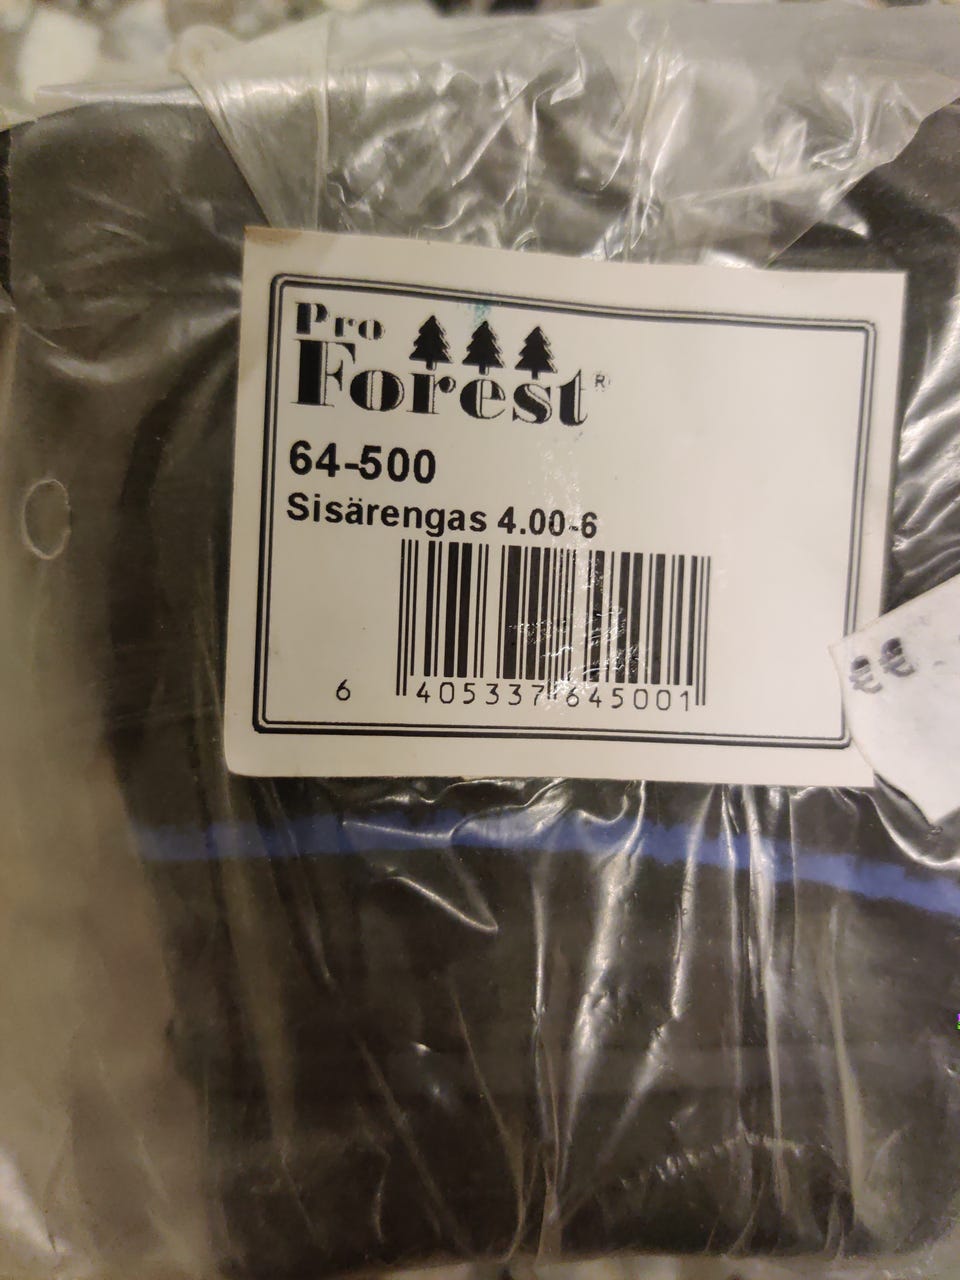 Pro
Forest®
64-500
Sisärengas 4.00-6
6 405337 645001
€€